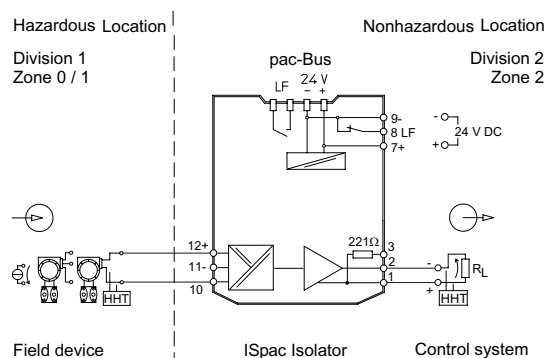 Hazardous Location
Nonhazardous Location
Division 1
Zone 0 / 1
pac-Bus
Division 2
Zone 2
LF
24 V
- +
9-
8 LF
7+
-
+
24 V DC
221Ω
12+
11-
10
3
2
1
-
+
RL
HHT
HHT
Field device
ISpac Isolator
Control system